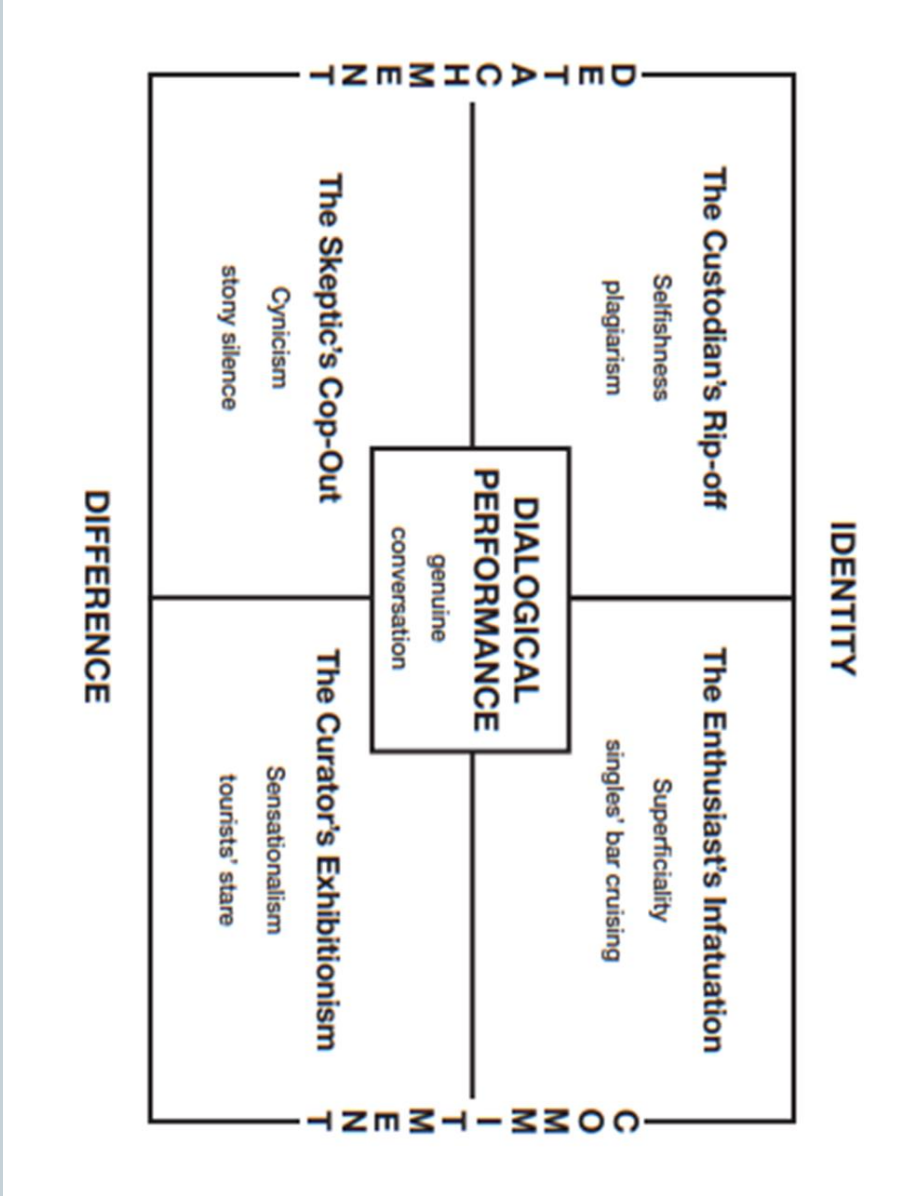 IDENTITY
DETACHMENT
The Custodian's Rip-off
Selfishness
plagiarism
The Enthusiast's Infatuation
Superficiality
singles' bar cruising
DIALOGICAL
PERFORMANCE
genuine
conversation
The Skeptic's Cop-Out
Cynicism
stony silence
The Curator's Exhibitionism
Sensationalism
tourists' stare
COMMITMENT
DIFFERENCE